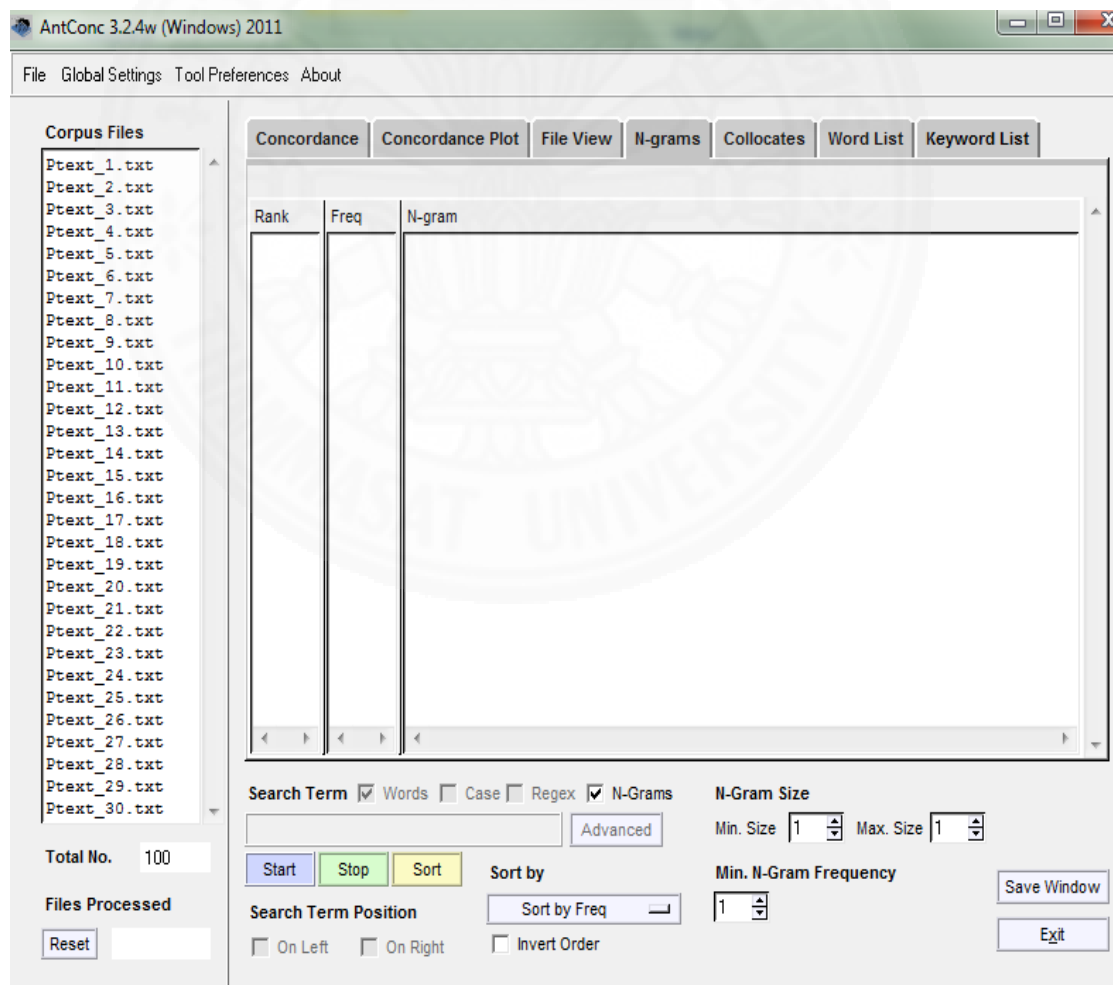 AntConc 3.2.4w (Windows) 2011
File Global Settings Tool Preferences About
Corpus Files
Ptext_1.txt
Ptext_2.txt
Ptext_3.txt
Ptext_4.txt
Ptext_5.txt
Ptext_6.txt
Ptext_7.txt
Ptext_8.txt
Ptext_9.txt
Ptext_10.txt
Ptext_11.txt
Ptext_12.txt
Ptext_13.txt
Ptext_14.txt
Ptext_15.txt
Ptext_16.txt
Ptext_17.txt
Ptext_18.txt
Ptext_19.txt
Ptext_20.txt
Ptext_21.txt
Ptext_22.txt
Ptext_23.txt
Ptext_24.txt
Ptext_25.txt
Ptext_26.txt
Ptext_27.txt
Ptext_28.txt
Ptext_29.txt
Ptext_30.txt
Total No. 100
Files Processed
Reset
Concordance Concordance Plot File View N-grams Collocates Word List Keyword List
Rank Freq N-gram
THAMMASAT UNIVERSITY
Search Term Words Case Regex N-Grams
Advanced
Start Stop Sort
Search Term Position
On Left On Right
Sort by
Sort by Freq
Invert Order
N-Gram Size
Min. Size 1 Max. Size 1
Min. N-Gram Frequency
1
Save Window
Exit